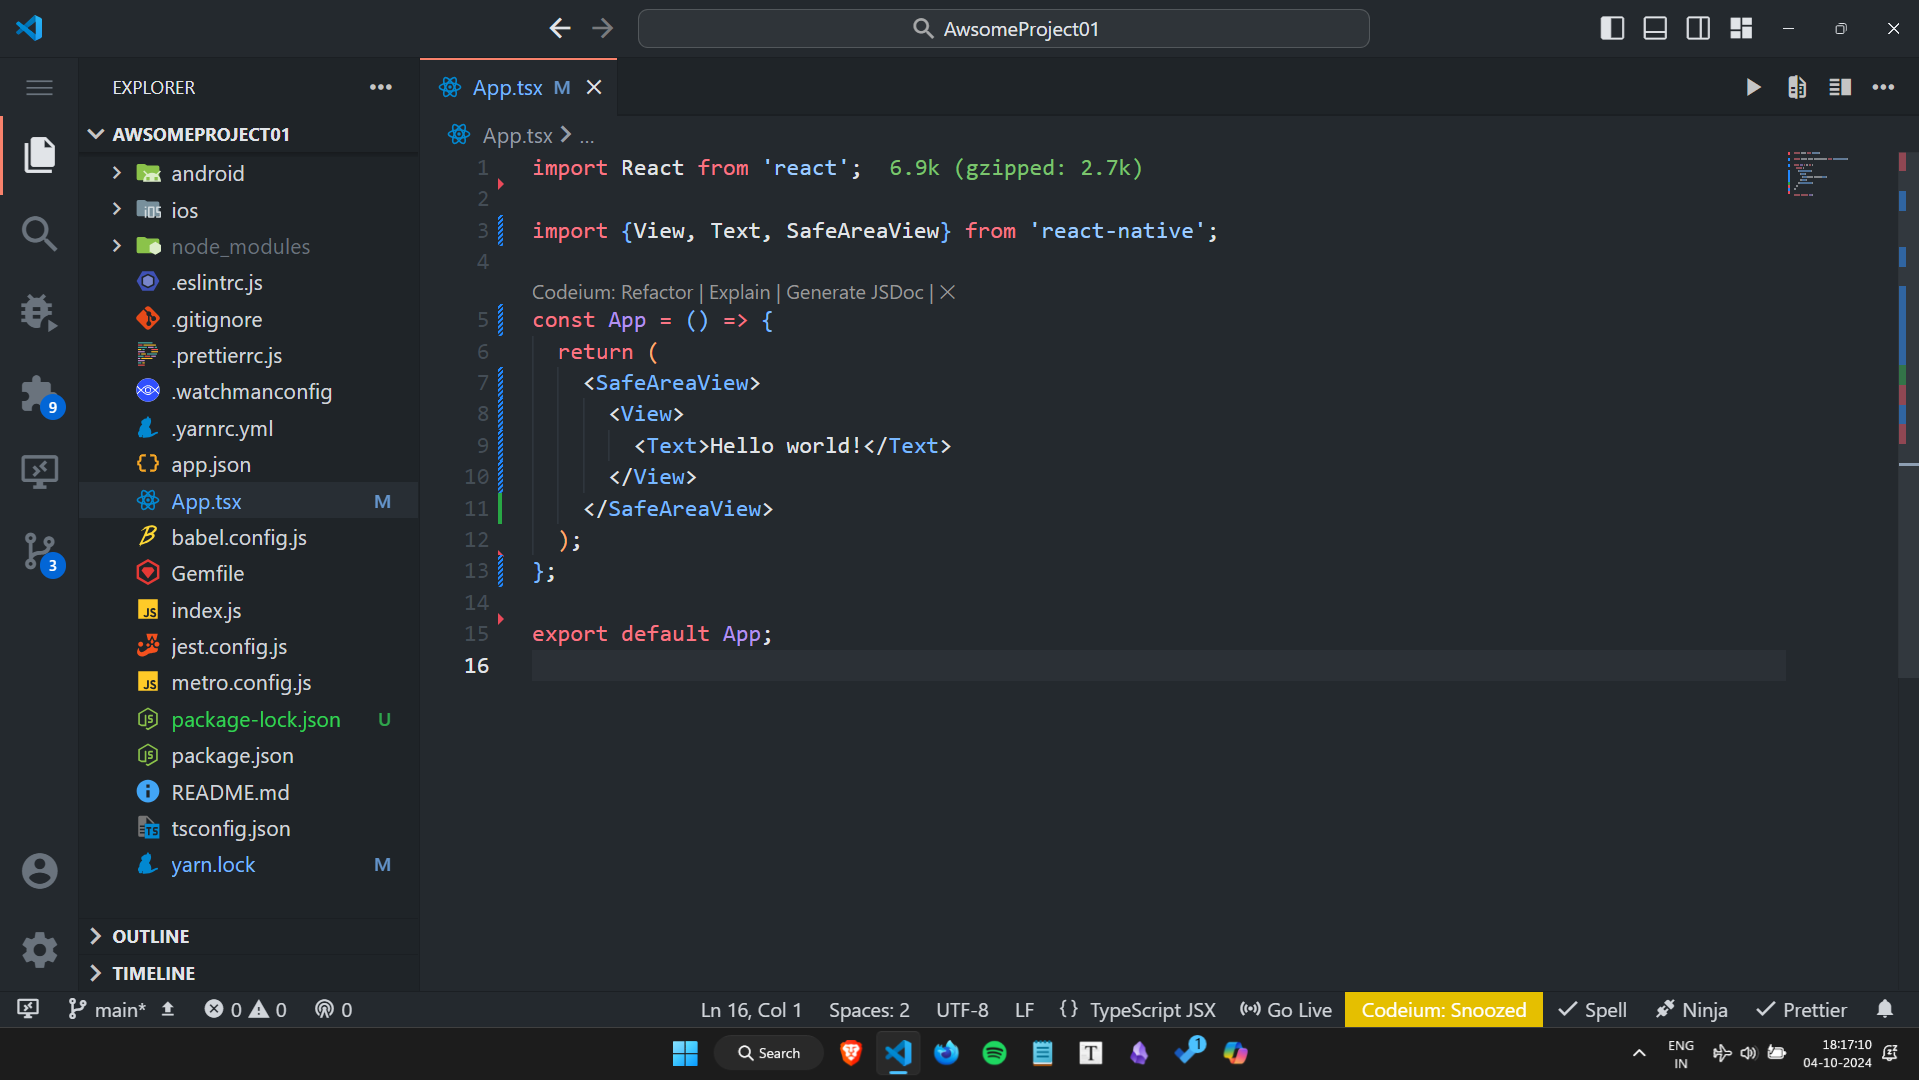 AwsomeProject01
EXPLORER
App.tsx M
AWSOMEPROJECT01
android
ios
node_modules
.eslintrc.js
.gitignore
.prettierrc.js
.watchmanconfig
.yarnrc.yml
app.json
App.tsx M
babel.config.js
Gemfile
index.js
jest.config.js
metro.config.js
package-lock.json U
package.json
README.md
tsconfig.json
yarn.lock M
OUTLINE
TIMELINE
9
3
App.tsx > ...
1 import React from 'react'; 6.9k (gzipped: 2.7k)
2
3 import {View, Text, SafeAreaView} from 'react-native';
4
Codeium: Refactor | Explain | Generate JSDoc | ×
5 const App = () => {
6 return (
7 <SafeAreaView>
8 <View>
9 <Text>Hello world!</Text>
10 </View>
11 </SafeAreaView>
12 );
13 };
14
15 export default App;
16
main* 0 0 0 Ln 16, Col 1 Spaces: 2 UTF-8 LF {} TypeScript JSX Go Live Codeium: Snoozed Spell Ninja Prettier
Search 1 ENG 18:17:10
IN 04-10-2024